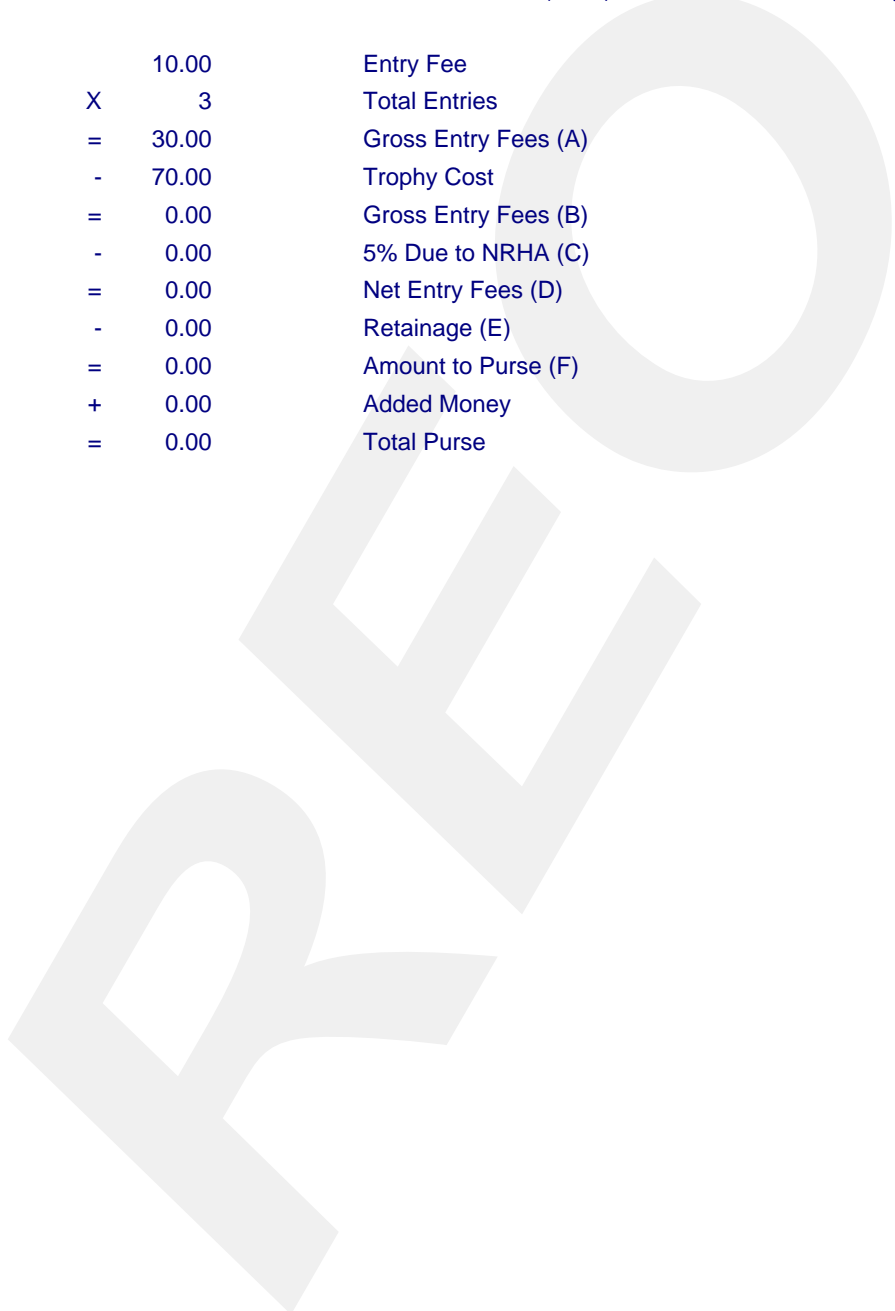 10.00 Entry Fee
X 3 Total Entries
= 30.00 Gross Entry Fees (A)
- 70.00 Trophy Cost
= 0.00 Gross Entry Fees (B)
- 0.00 5% Due to NRHA (C)
= 0.00 Net Entry Fees (D)
- 0.00 Retainage (E)
= 0.00 Amount to Purse (F)
+ 0.00 Added Money
= 0.00 Total Purse
REO